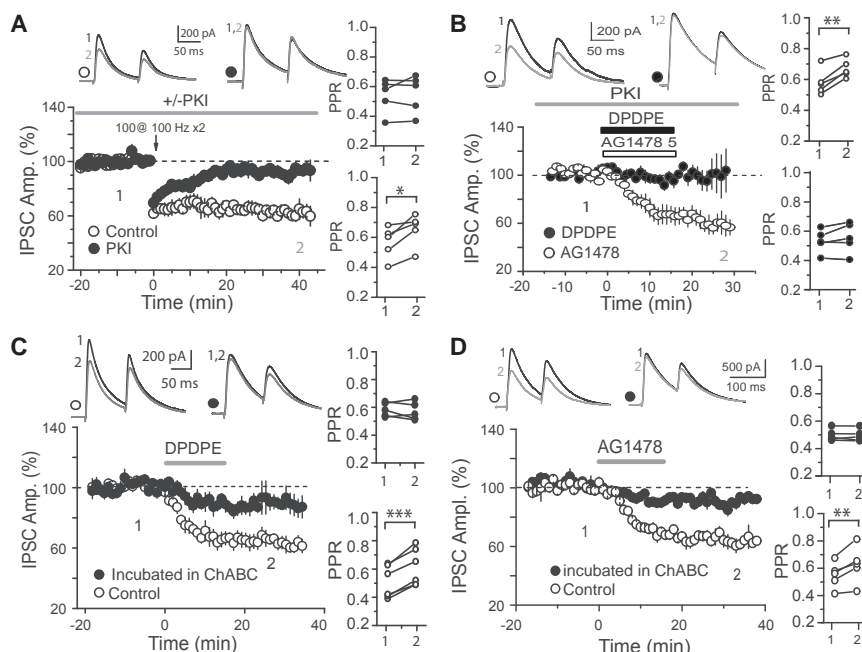 A
1
2
200 pA
50 ms
1,2
PPR
1.0
0.8
0.6
0.4
0.2
1 2
+/-PKI
100@ 100 Hz x2
IPSC Amp. (%)
140
100
60
20
1
Control
PKI
2
-20 0 20 40
Time (min)
*
PPR
1.0
0.8
0.6
0.4
0.2
1 2
B
1
2
200 pA
50 ms
1,2
**
PPR
1.0
0.8
0.6
0.4
0.2
1 2
PKI
DPDPE
AG1478 5
IPSC Amp. (%)
140
100
60
20
1
DPDPE
AG1478
2
-20 -10 0 10 20 30
Time (min)
PPR
1.0
0.8
0.6
0.4
0.2
1 2
C
1
2
200 pA
50 ms
1,2
PPR
1.0
0.8
0.6
0.4
0.2
1 2
DPDPE
IPSC Amp. (%)
140
100
60
20
1
2
Incubated in ChABC
Control
-20 0 20 40
Time (min)
***
PPR
1.0
0.8
0.6
0.4
0.2
1 2
D
1
2
500 pA
100 ms
1,2
PPR
1.0
0.8
0.6
0.4
0.2
1 2
AG1478
IPSC Ampl. (%)
140
100
60
20
1
2
incubated in ChABC
Control
-20 0 20 40
Time (min)
**
PPR
1.0
0.8
0.6
0.4
0.2
1 2